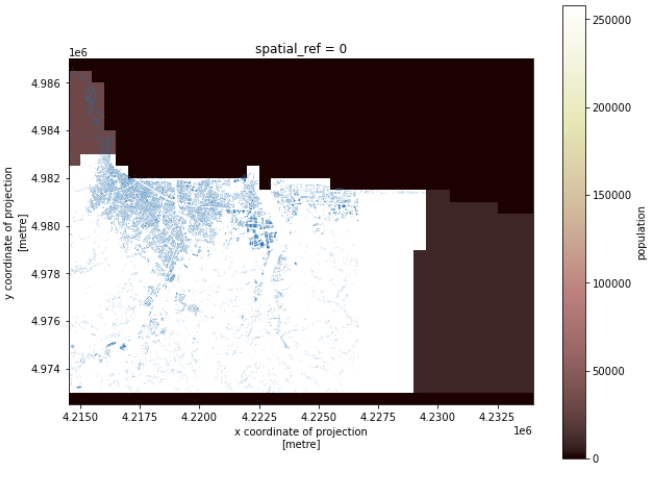 spatial_ref = 0
1e6
4.986
4.984
4.982
4.980
4.978
4.976
4.974
y coordinate of projection
[metre]
4.2150 4.2175 4.2200 4.2225 4.2250 4.2275 4.2300 4.2325
1e6
x coordinate of projection
[metre]
250000
200000
150000
100000
50000
0
population